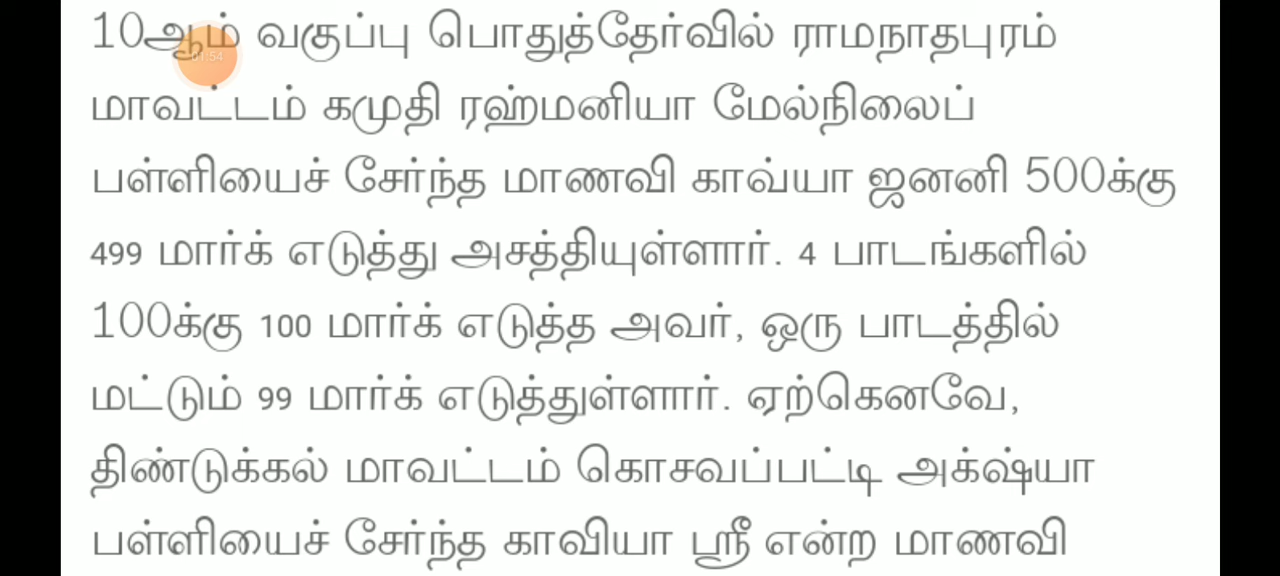 10ஆம் வகுப்பு பொதுத்தேர்வில் ராமநாதபுரம்
மாவட்டம் கமுதி ரஹ்மனியா மேல்நிலைப்
பள்ளியைச் சேர்ந்த மாணவி காவ்யா ஜனனி 500க்கு
499 மார்க் எடுத்து அசத்தியுள்ளார். 4 பாடங்களில்
100க்கு 100 மார்க் எடுத்த அவர், ஒரு பாடத்தில்
மட்டும் 99 மார்க் எடுத்துள்ளார். ஏற்கெனவே,
திண்டுக்கல் மாவட்டம் கொசவப்பட்டி அக்ஷ்யா
பள்ளியைச் சேர்ந்த காவியா ஸ்ரீ என்ற மாணவி
01:54